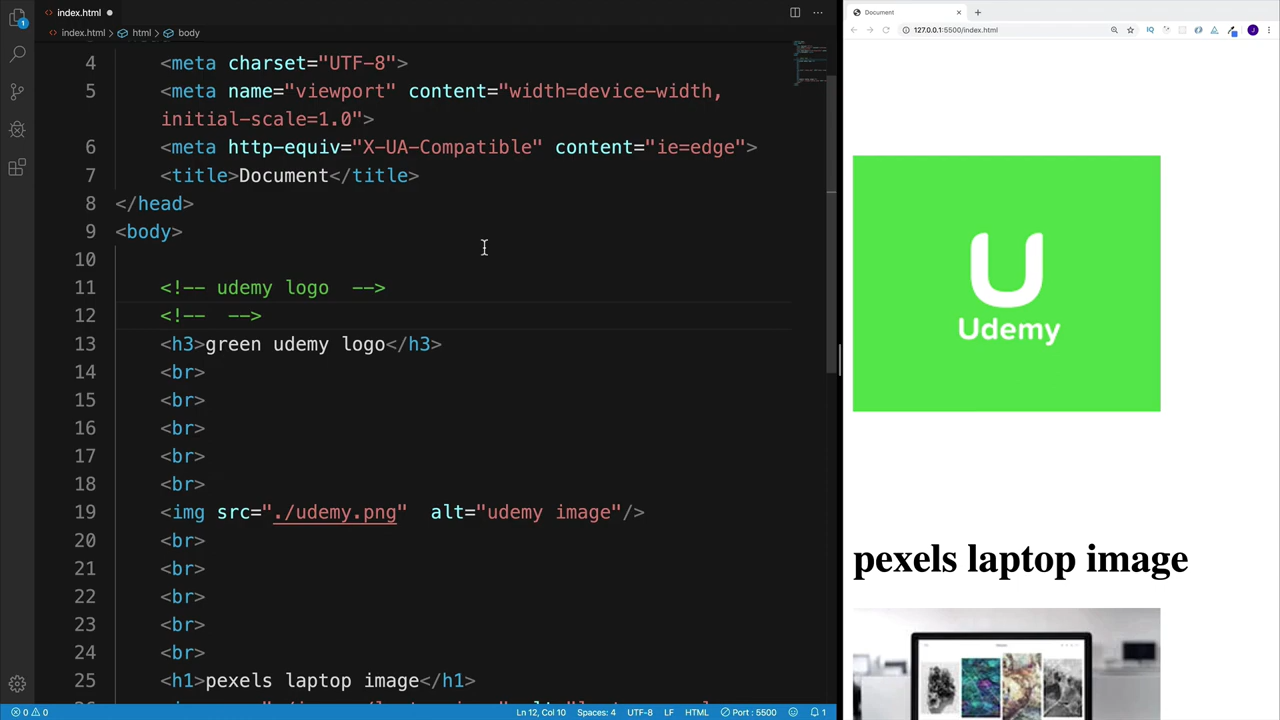 index.html
index.html html body
4 <meta charset="UTF-8">
5 <meta name="viewport" content="width=device-width,
initial-scale=1.0">
6 <meta http-equiv="X-UA-Compatible" content="ie=edge">
7 <title>Document</title>
8 </head>
9 <body>
10
11 <!-- udemy logo  -->
12 <!--  -->
13 <h3>green udemy logo</h3>
14 <br>
15 <br>
16 <br>
17 <br>
18 <br>
19 <img src="./udemy.png"  alt="udemy image"/>
20 <br>
21 <br>
22 <br>
23 <br>
24 <br>
25 <h1>pexels laptop image</h1>
0 0 Ln 12, Col 10 Spaces: 4 UTF-8 LF HTML Port : 5500 1
1
Document
127.0.0.1:5500/index.html
IQ
J
U
Udemy
pexels laptop image